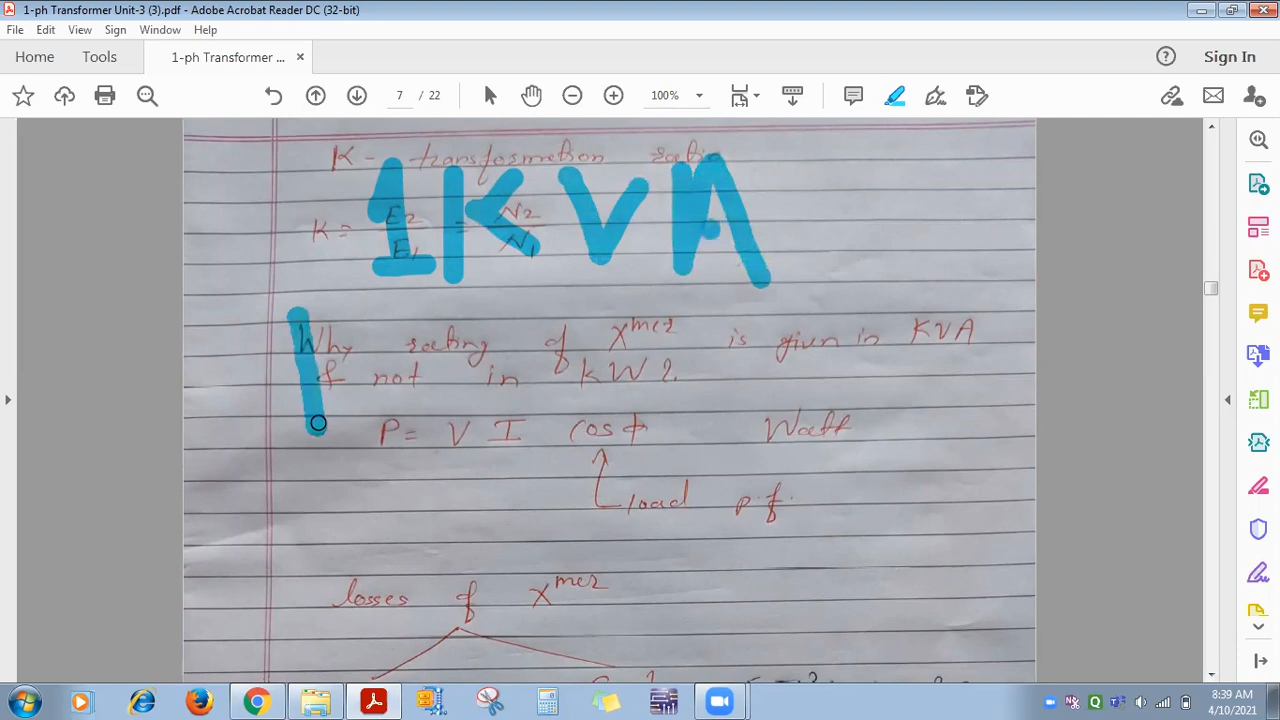 1-ph Transformer Unit-3 (3).pdf - Adobe Acrobat Reader DC (32-bit)
File Edit View Sign Window Help
Home Tools 1-ph Transformer ... × Sign In
7 / 22 100%
K - transformation ratio
1KVA
K = E2 / E1 = N2 / N1
Why rating of Xmer is given in KVA
& not in kW?
P = V I cos ϕ Watt
load p.f.
losses of Xmer
8:39 AM
4/10/2021